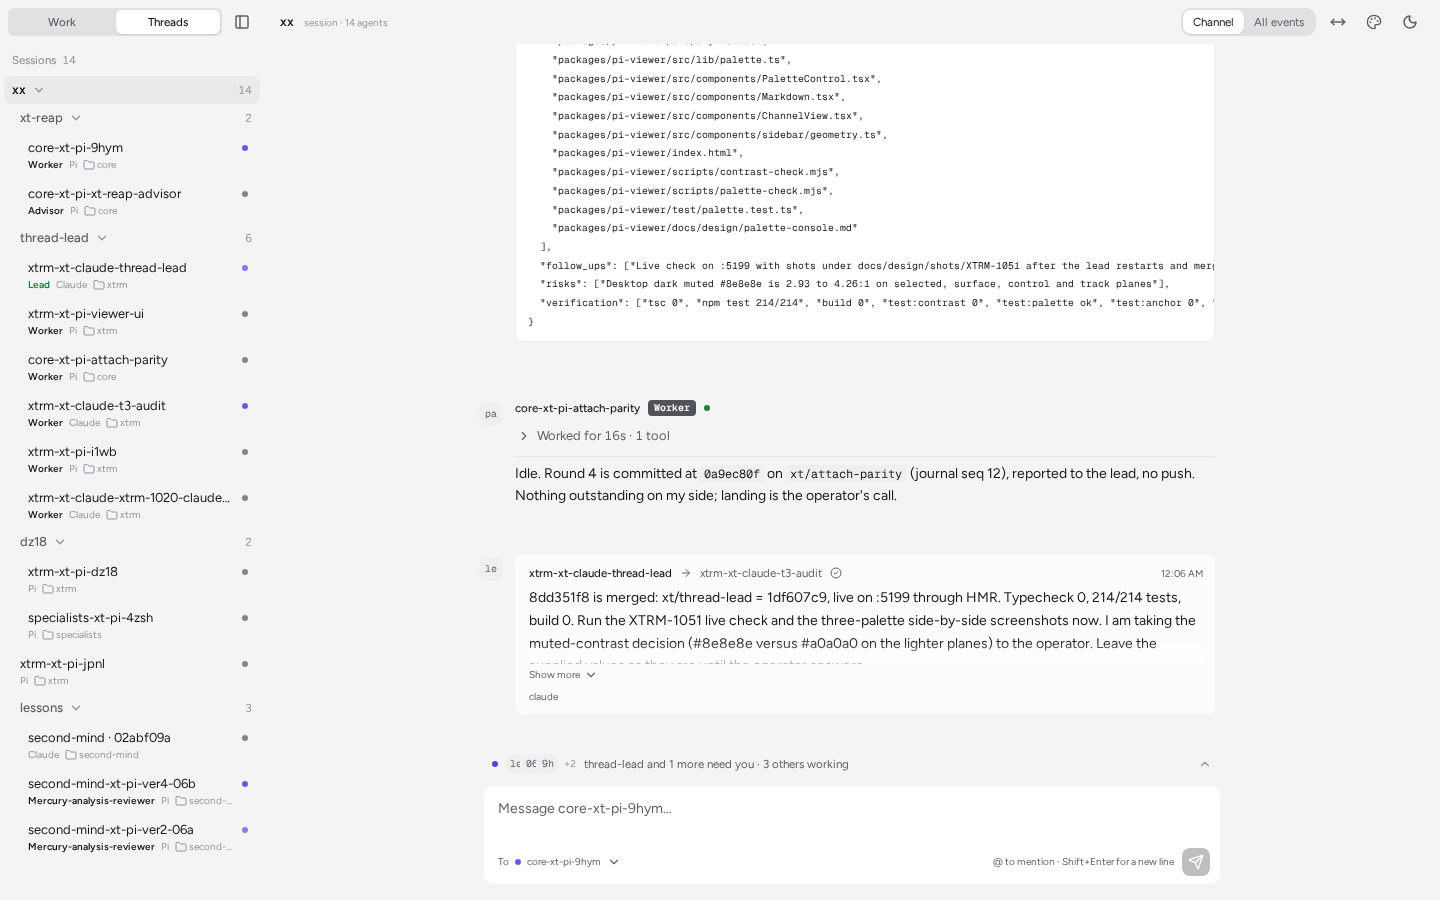 Work
Threads
xx session · 14 agents
Channel
All events
Sessions 14
xx 14
xt-reap 2
core-xt-pi-9hym
Worker Pi core
core-xt-pi-xt-reap-advisor
Advisor Pi core
thread-lead 6
xtrm-xt-claude-thread-lead
Lead Claude xtrm
xtrm-xt-pi-viewer-ui
Worker Pi xtrm
core-xt-pi-attach-parity
Worker Pi core
xtrm-xt-claude-t3-audit
Worker Claude xtrm
xtrm-xt-pi-i1wb
Worker Pi xtrm
xtrm-xt-claude-xtrm-1020-claude...
Worker Claude xtrm
dz18 2
xtrm-xt-pi-dz18
Pi xtrm
specialists-xt-pi-4zsh
Pi specialists
xtrm-xt-pi-jpnl
Pi xtrm
lessons 3
second-mind · 02abf09a
Claude second-mind
second-mind-xt-pi-ver4-06b
Mercury-analysis-reviewer Pi second-...
second-mind-xt-pi-ver2-06a
Mercury-analysis-reviewer Pi second-...
"packages/pi-viewer/src/lib/palette.ts",
"packages/pi-viewer/src/components/PaletteControl.tsx",
"packages/pi-viewer/src/components/Markdown.tsx",
"packages/pi-viewer/src/components/ChannelView.tsx",
"packages/pi-viewer/src/components/sidebar/geometry.ts",
"packages/pi-viewer/index.html",
"packages/pi-viewer/scripts/contrast-check.mjs",
"packages/pi-viewer/scripts/palette-check.mjs",
"packages/pi-viewer/test/palette.test.ts",
"packages/pi-viewer/docs/design/palette-console.md"
],
"follow_ups": ["Live check on :5199 with shots under docs/design/shots/XTRM-1051 after the lead restarts and merg
"risks": ["Desktop dark muted #8e8e8e is 2.93 to 4.26:1 on selected, surface, control and track planes"],
"verification": ["tsc 0", "npm test 214/214", "build 0", "test:contrast 0", "test:palette ok", "test:anchor 0", "
}
pa core-xt-pi-attach-parity Worker
Worked for 16s · 1 tool
Idle. Round 4 is committed at 0a9ec80f on xt/attach-parity (journal seq 12), reported to the lead, no push.
Nothing outstanding on my side; landing is the operator's call.
le xtrm-xt-claude-thread-lead → xtrm-xt-claude-t3-audit 12:06 AM
8dd351f8 is merged: xt/thread-lead = 1df607c9, live on :5199 through HMR. Typecheck 0, 214/214 tests,
build 0. Run the XTRM-1051 live check and the three-palette side-by-side screenshots now. I am taking the
muted-contrast decision (#8e8e8e versus #a0a0a0 on the lighter planes) to the operator. Leave the
Show more
claude
le 06 9h +2 thread-lead and 1 more need you · 3 others working
Message core-xt-pi-9hym...
To core-xt-pi-9hym
@ to mention · Shift+Enter for a new line